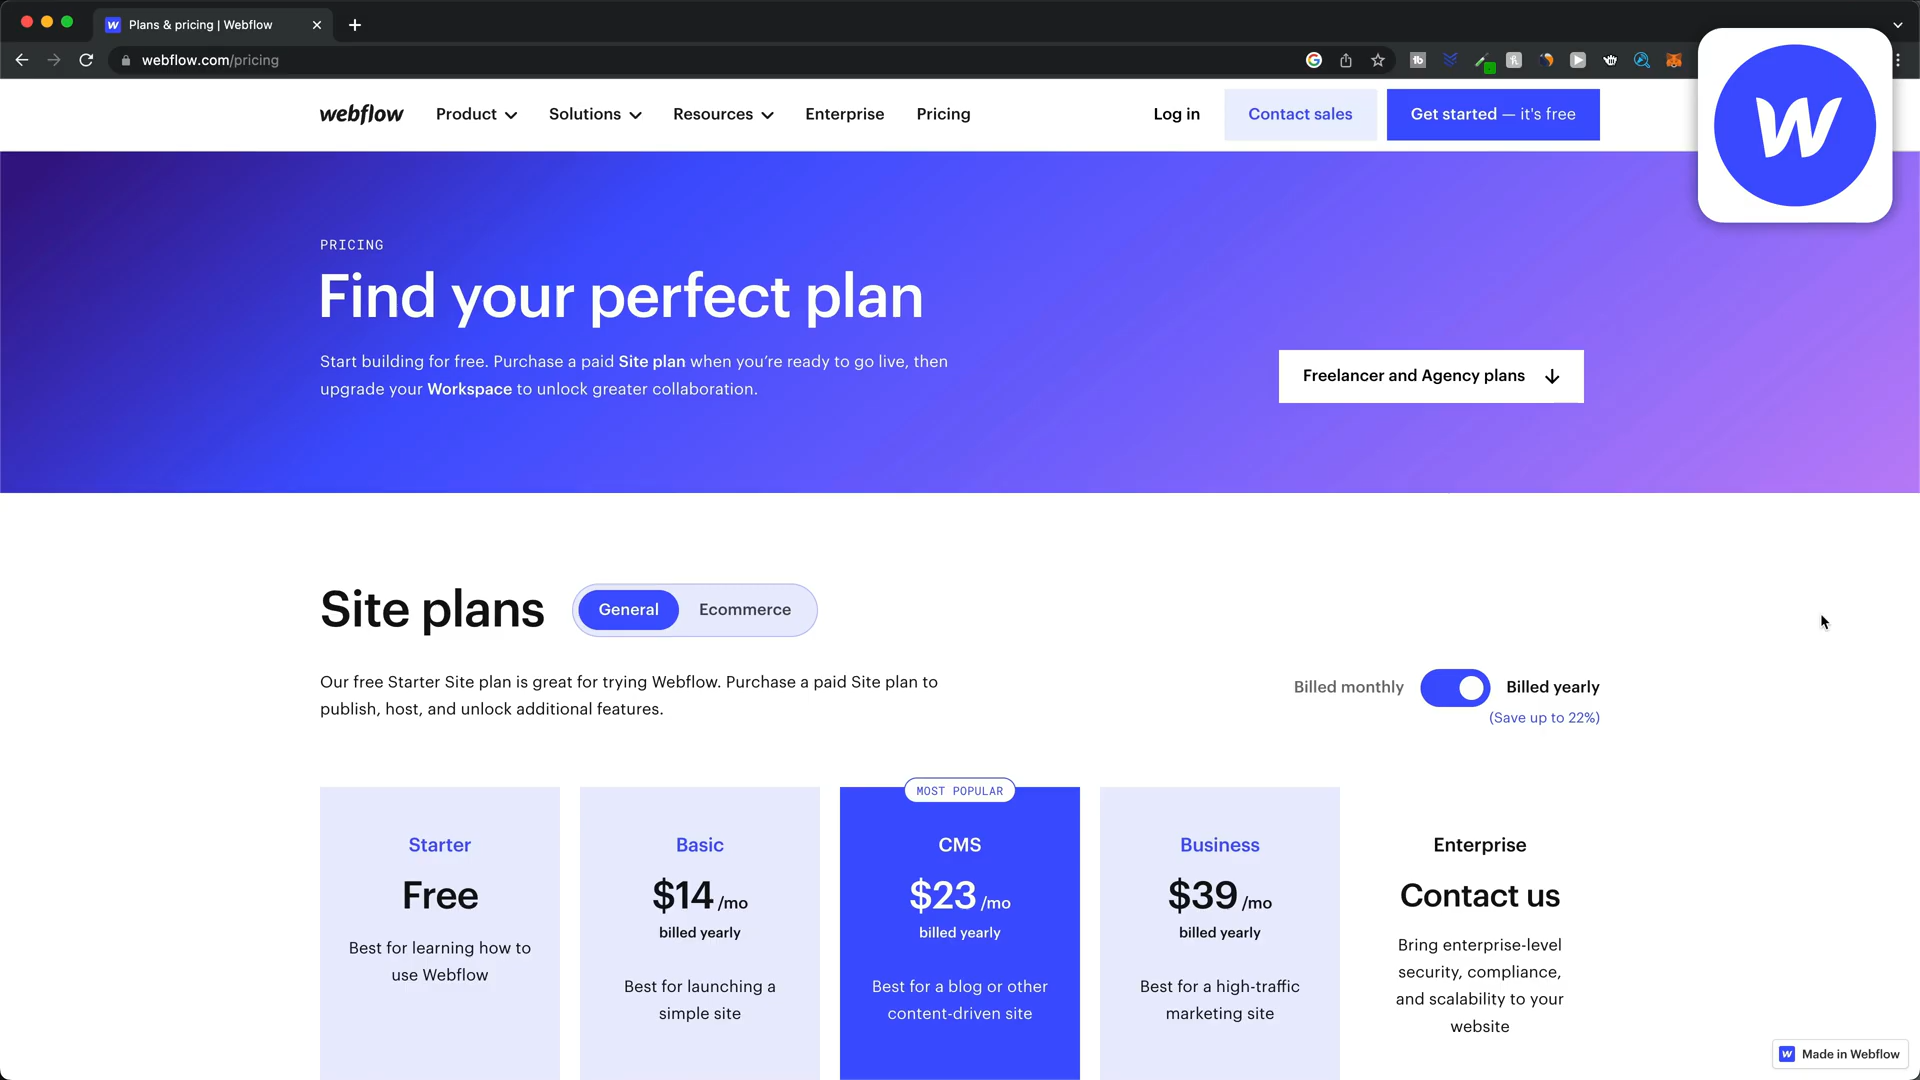 Plans & pricing | Webflow
webflow.com/pricing
webflow
Product
Solutions
Resources
Enterprise
Pricing
Log in
Contact sales
Get started — it's free
PRICING
Find your perfect plan
Start building for free. Purchase a paid Site plan when you’re ready to go live, then
upgrade your Workspace to unlock greater collaboration.
Freelancer and Agency plans
Site plans
General
Ecommerce
Our free Starter Site plan is great for trying Webflow. Purchase a paid Site plan to
publish, host, and unlock additional features.
Billed monthly
Billed yearly
(Save up to 22%)
Starter
Free
Best for learning how to
use Webflow
Basic
$14 /mo
billed yearly
Best for launching a
simple site
MOST POPULAR
CMS
$23 /mo
billed yearly
Best for a blog or other
content-driven site
Business
$39 /mo
billed yearly
Best for a high-traffic
marketing site
Enterprise
Contact us
Bring enterprise-level
security, compliance,
and scalability to your
website
Made in Webflow